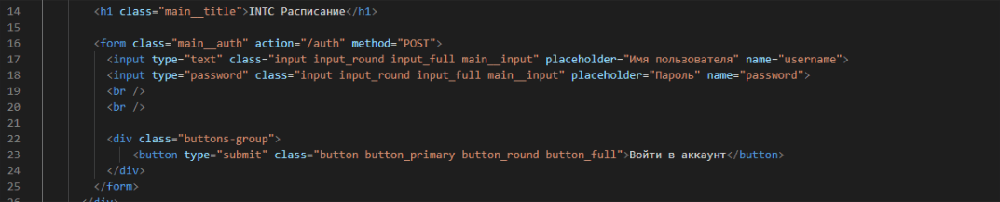 14 <h1 class="main__title">INTC Расписание</h1>
15
16 <form class="main__auth" action="/auth" method="POST">
17 <input type="text" class="input input_round input_full main__input" placeholder="Имя пользователя" name="username">
18 <input type="password" class="input input_round input_full main__input" placeholder="Пароль" name="password">
19 <br />
20 <br />
21
22 <div class="buttons-group">
23 <button type="submit" class="button button_primary button_round button_full">Войти в аккаунт</button>
24 </div>
25 </form>
26 </div>